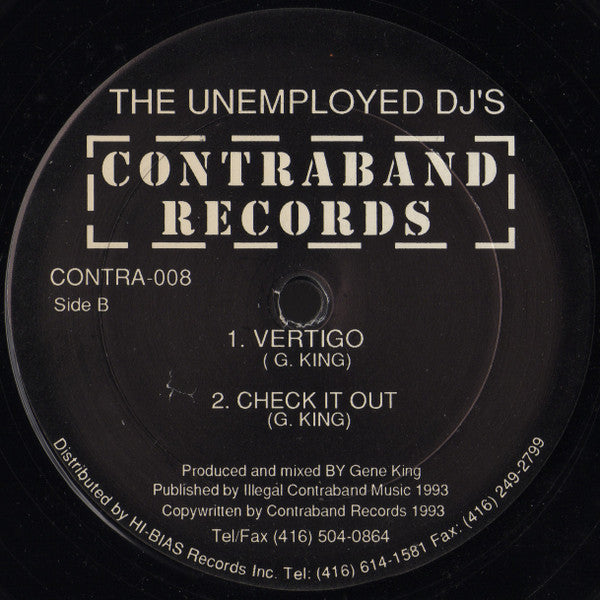 THE UNEMPLOYED DJ'S
CONTRABAND
RECORDS
CONTRA-008
Side B
1. VERTIGO
( G. KING)
2. CHECK IT OUT
(G. KING)
Produced and mixed BY Gene King
Published by Illegal Contraband Music 1993
Copywritten by Contraband Records 1993
Tel/Fax (416) 504-0864
Distributed by HI-BIAS Records Inc. Tel: (416) 614-1581 Fax: (416) 249-2799